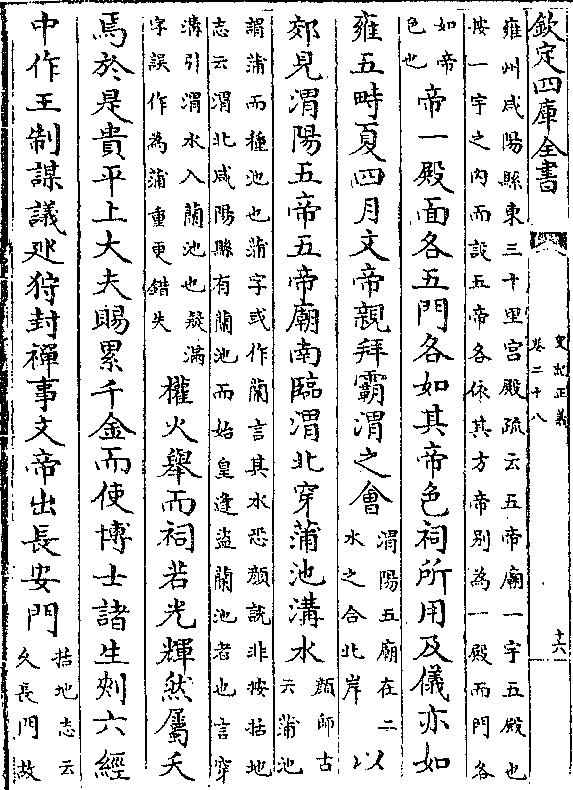 欽定四庫全書
史記正義
卷二十八
十六
雍州咸陽縣東三十里宮殿疏云五帝廟一宇五殿也
按一宇之内而設五帝各依其方帝别為一殿而門各
如帝
色也
帝一殿面各五門各如其帝色祠所用及儀亦如
雍五畤夏四月文帝親拜霸渭之會
渭陽五廟在二
水之合北岸
以
郊見渭陽五帝五帝廟南臨渭北穿蒲池溝水
顔師古
云蒲池
謂蒲而種池也蒲字或作蘭言其水恐顔説非按括地
志云渭北咸陽縣有蘭池而始皇逢盜蘭池者也言穿
溝引渭水入蘭池也疑滿
字誤作為蒲重更錯失
權火舉而祠若光輝然屬天
焉於是貴平上大夫賜累千金而使博士諸生刺六經
中作王制謀議廵狩封禪事文帝出長安門
括地志云
久長門故